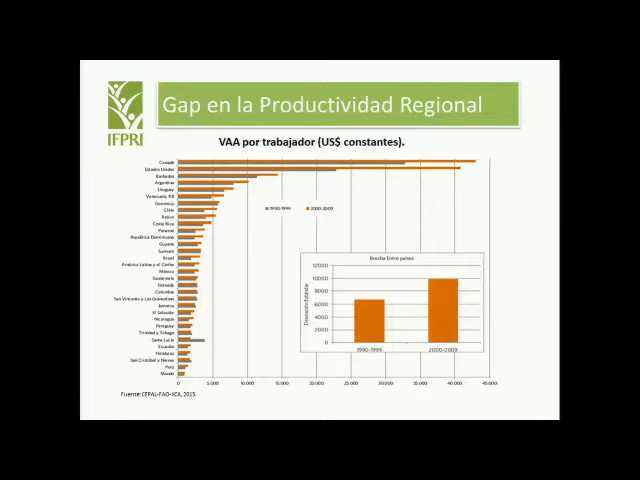 IFPRI
Gap en la Productividad Regional
VAA por trabajador (US$ constantes).
Canadá
Estados Unidos
Barbados
Argentina
Uruguay
Venezuela, RB
Dominica
Chile
Belice
Costa Rica
Panamá
República Dominicana
Guyana
Surinam
Brasil
América Latina y el Caribe
México
Guatemala
Granada
Colombia
San Vincente y Las Granadinas
Jamaica
El Salvador
Nicaragua
Paraguay
Trinidad y Tobago
Santa Lucía
Ecuador
Honduras
San Cristóbal y Nieves
Perú
Mundo
1990-1999
2000-2009
0
5.000
10.000
15.000
20.000
25.000
30.000
35.000
40.000
45.000
Brecha Entre países
Desviación Estándar
12000
10000
8000
6000
4000
2000
0
1990-1999
2000-2009
Fuente: CEPAL-FAO-IICA, 2015.